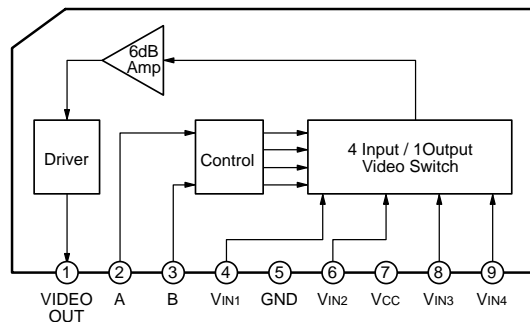 6dB
Amp
Driver
Control
4 Input / 1Output
Video Switch
1 2 3 4 5 6 7 8 9
VIDEO OUT A B VIN1 GND VIN2 VCC VIN3 VIN4